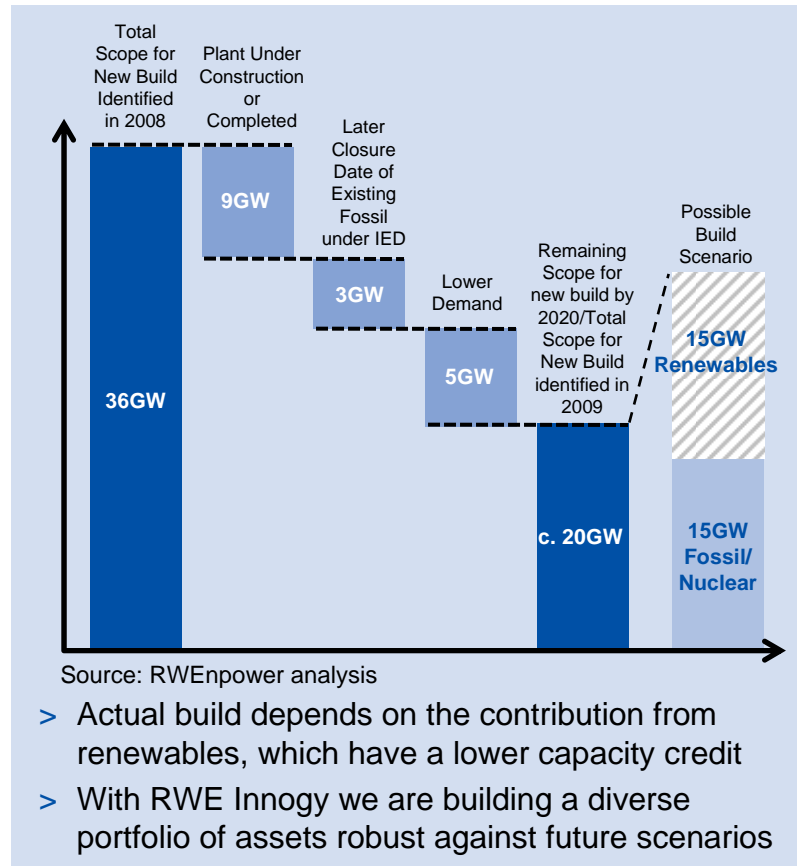 Total
Scope for
New Build
Identified
in 2008
Plant Under
Construction
or
Completed
Later
Closure
Date of
Existing
Fossil
under IED
Lower
Demand
Remaining
Scope for
new build by
2020/Total
Scope for
New Build
identified in
2009
Possible
Build
Scenario
36GW
9GW
3GW
5GW
c. 20GW
15GW
Renewables
15GW
Fossil/
Nuclear
Source: RWEnpower analysis
> Actual build depends on the contribution from
renewables, which have a lower capacity credit
> With RWE Innogy we are building a diverse
portfolio of assets robust against future scenarios